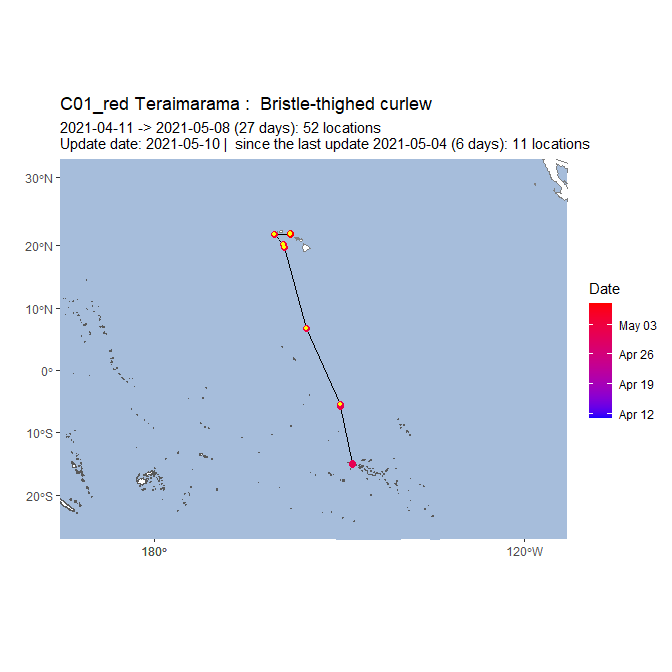 C01_red Teraimarama :  Bristle-thighed curlew
2021-04-11 -> 2021-05-08 (27 days): 52 locations
Update date: 2021-05-10 |  since the last update 2021-05-04 (6 days): 11 locations
30°N
20°N
10°N
0°
10°S
20°S
180°
120°W
Date
May 03
Apr 26
Apr 19
Apr 12